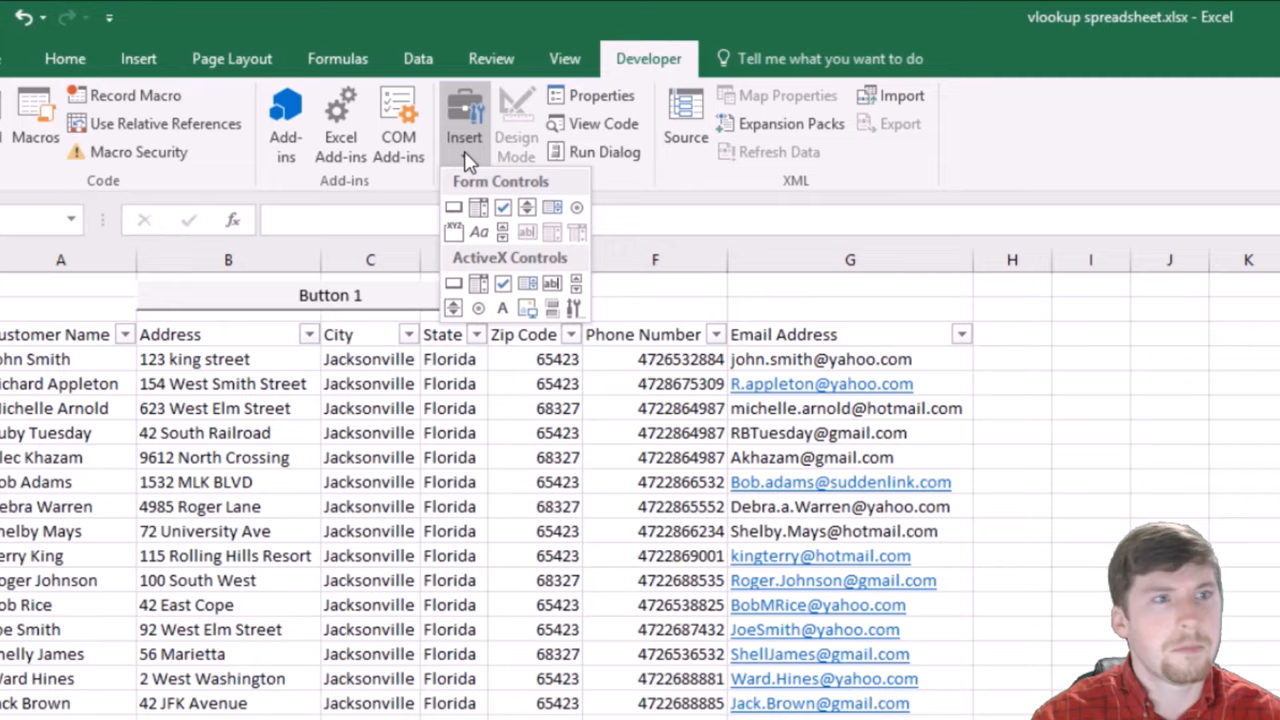 vlookup spreadsheet.xlsx - Excel
Home Insert Page Layout Formulas Data Review View Developer Tell me what you want to do
Macros Record Macro Use Relative References Macro Security
Code
Add-ins Excel Add-ins COM Add-ins
Add-ins
Insert Design Mode Properties View Code Run Dialog
Source Map Properties Expansion Packs Refresh Data Import Export
XML
Form Controls
XYZ Aa ab|
ActiveX Controls
ab| A
fx
A B C F G H I J K
Button 1
ustomer Name Address City State Zip Code Phone Number Email Address
ohn Smith 123 king street Jacksonville Florida 65423 4726532884 john.smith@yahoo.com
ichard Appleton 154 West Smith Street Jacksonville Florida 65423 4728675309 R.appleton@yahoo.com
ichelle Arnold 623 West Elm Street Jacksonville Florida 68327 4722864987 michelle.arnold@hotmail.com
uby Tuesday 42 South Railroad Jacksonville Florida 65423 4722864987 RBTuesday@gmail.com
lec Khazam 9612 North Crossing Jacksonville Florida 65423 4722864987 Akhazam@gmail.com
ob Adams 1532 MLK BLVD Jacksonville Florida 65423 4722866532 Bob.adams@suddenlink.com
ebra Warren 4985 Roger Lane Jacksonville Florida 68327 4722865552 Debra.a.Warren@yahoo.com
helby Mays 72 University Ave Jacksonville Florida 65423 4722866234 Shelby.Mays@hotmail.com
erry King 115 Rolling Hills Resort Jacksonville Florida 65423 4722869001 kingterry@hotmail.com
oger Johnson 100 South West Jacksonville Florida 68327 4722688535 Roger.Johnson@gmail.com
ob Rice 42 East Cope Jacksonville Florida 65423 4726538825 BobMRice@yahoo.com
oe Smith 92 West Elm Street Jacksonville Florida 65423 4722687432 JoeSmith@yahoo.com
helly James 56 Marietta Jacksonville Florida 68327 4726536532 ShellJames@gmail.com
Ward Hines 2 West Washington Jacksonville Florida 65423 4722688881 Ward.Hines@yahoo.com
ack Brown 42 JFK Avenue Jacksonville Florida 65423 4722688885 Jack.Brown@gmail.com